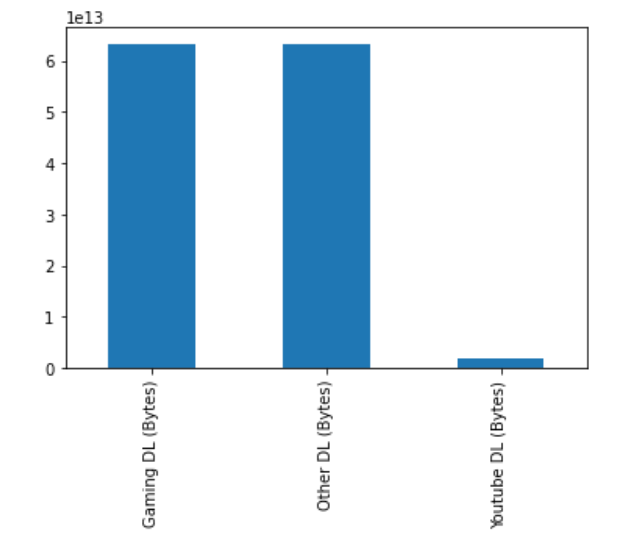 1e13
6
5
4
3
2
1
0
Gaming DL (Bytes)
Other DL (Bytes)
Youtube DL (Bytes)